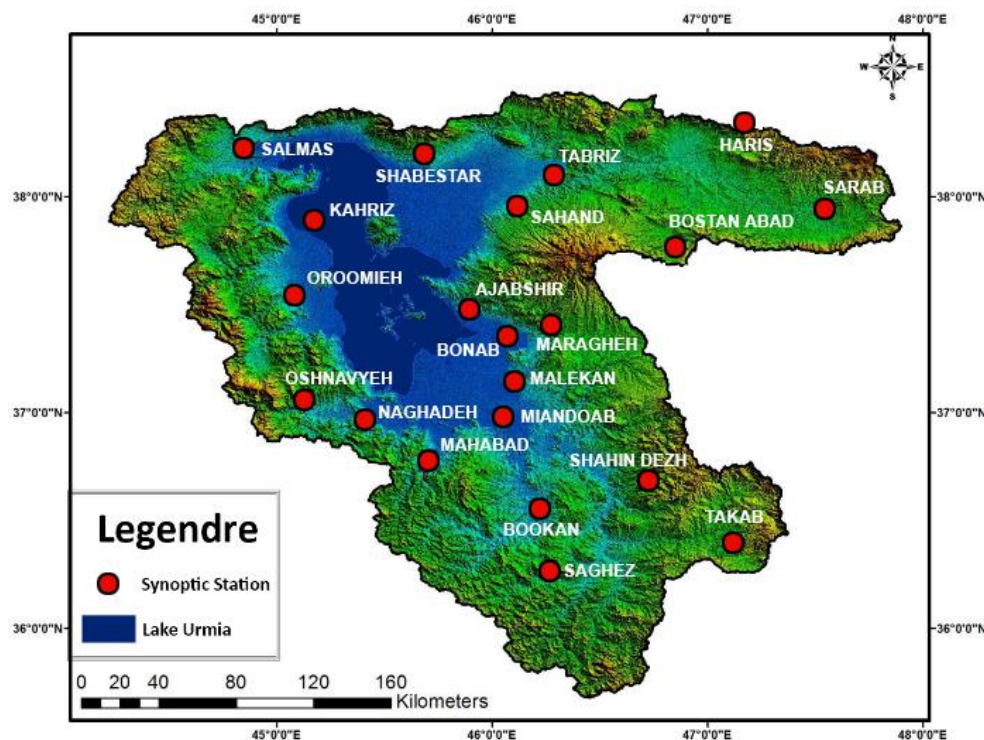 45°0'0"E 46°0'0"E 47°0'0"E 48°0'0"E
N
W E
S
HARIS
SALMAS
SHABESTAR
TABRIZ
SARAB
38°0'0"N
38°0'0"N
KAHRIZ
SAHAND
BOSTAN ABAD
OROOMIEH
AJABSHIR
BONAB
MARAGHEH
OSHNAVYEH
MALEKAN
37°0'0"N
37°0'0"N
NAGHADEH
MIANDOAB
MAHABAD
SHAHIN DEZH
BOOKAN
TAKAB
SAGHEZ
Legendre
Synoptic Station
Lake Urmia
36°0'0"N
36°0'0"N
0 20 40 80 120 160
Kilometers
45°0'0"E 46°0'0"E 47°0'0"E 48°0'0"E